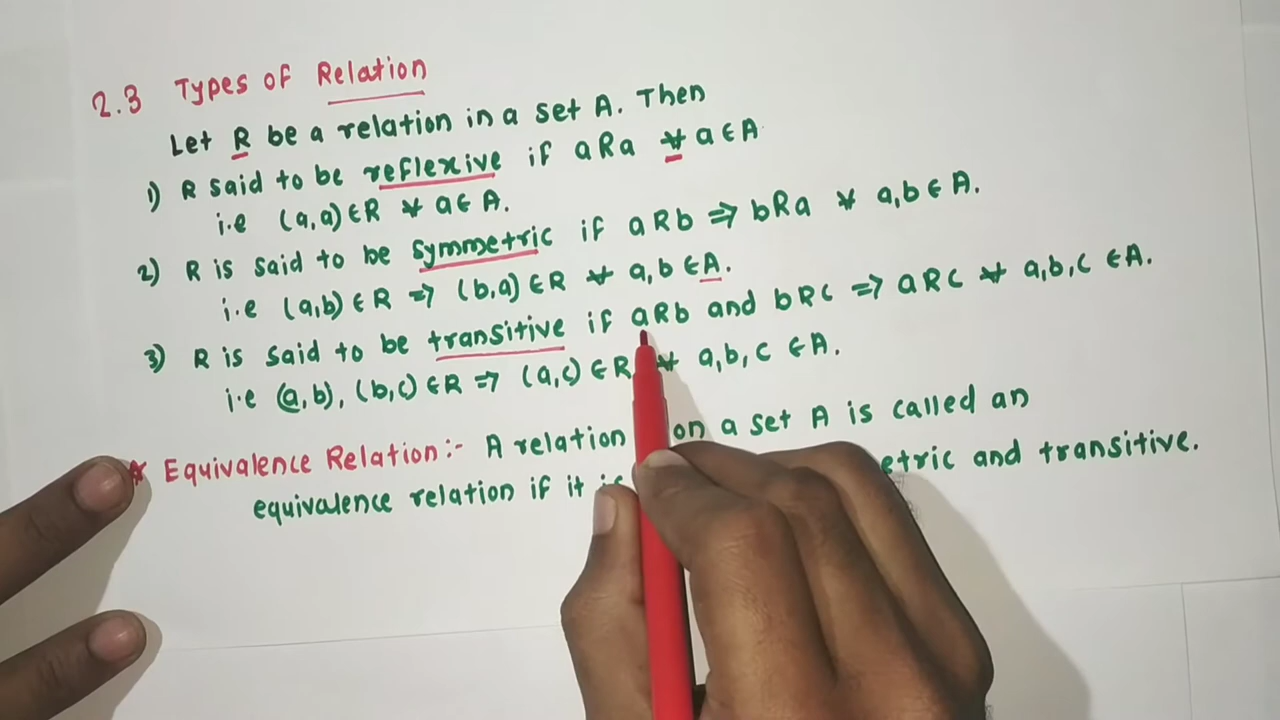 2.3 Types of Relation
Let R be a relation in a set A. Then
1) R said to be reflexive if aRa ∀ a∈A
i.e (a,a)∈R ∀ a∈A.
2) R is said to be symmetric if aRb ⇒ bRa ∀ a,b∈A.
i.e (a,b)∈R ⇒ (b,a)∈R ∀ a,b∈A.
3) R is said to be transitive if aRb and bRC ⇒ aRC ∀ a,b,c ∈A.
i.e (a,b), (b,c)∈R ⇒ (a,c)∈R ∀ a,b,c ∈A.
* Equivalence Relation:- A relation on a set A is called an
equivalence relation if it is etric and transitive.